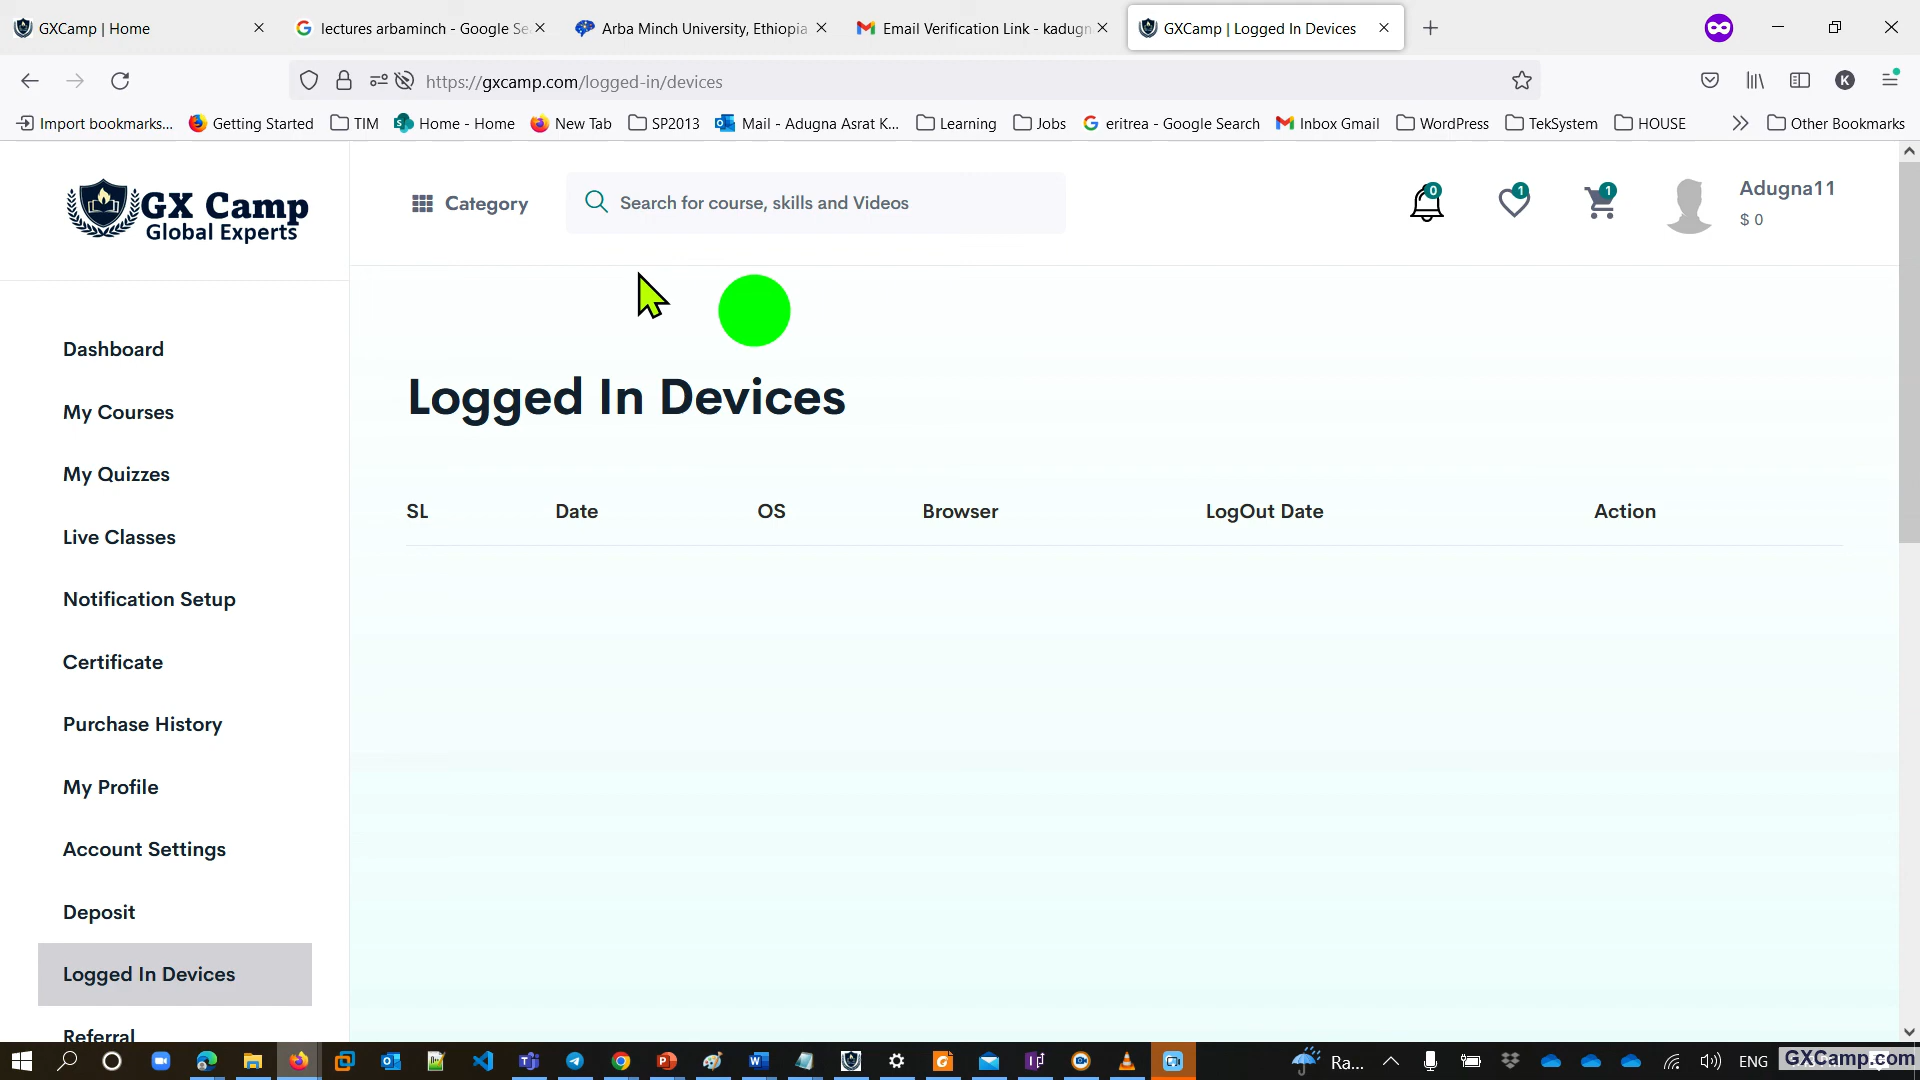 GXCamp | Home
lectures arbaminch - Google Se
Arba Minch University, Ethiopia
Email Verification Link - kadugn
GXCamp | Logged In Devices
https://gxcamp.com/logged-in/devices
K
Import bookmarks...
Getting Started
TIM
Home - Home
New Tab
SP2013
Mail - Adugna Asrat K...
Learning
Jobs
eritrea - Google Search
Inbox Gmail
WordPress
TekSystem
HOUSE
Other Bookmarks
GX Camp
Global Experts
Category
Search for course, skills and Videos
0
1
1
Adugna11
$ 0
Dashboard
My Courses
My Quizzes
Live Classes
Notification Setup
Certificate
Purchase History
My Profile
Account Settings
Deposit
Logged In Devices
Referral
Logged In Devices
SL Date OS Browser LogOut Date Action
Ra...
ENG
GXCamp.com